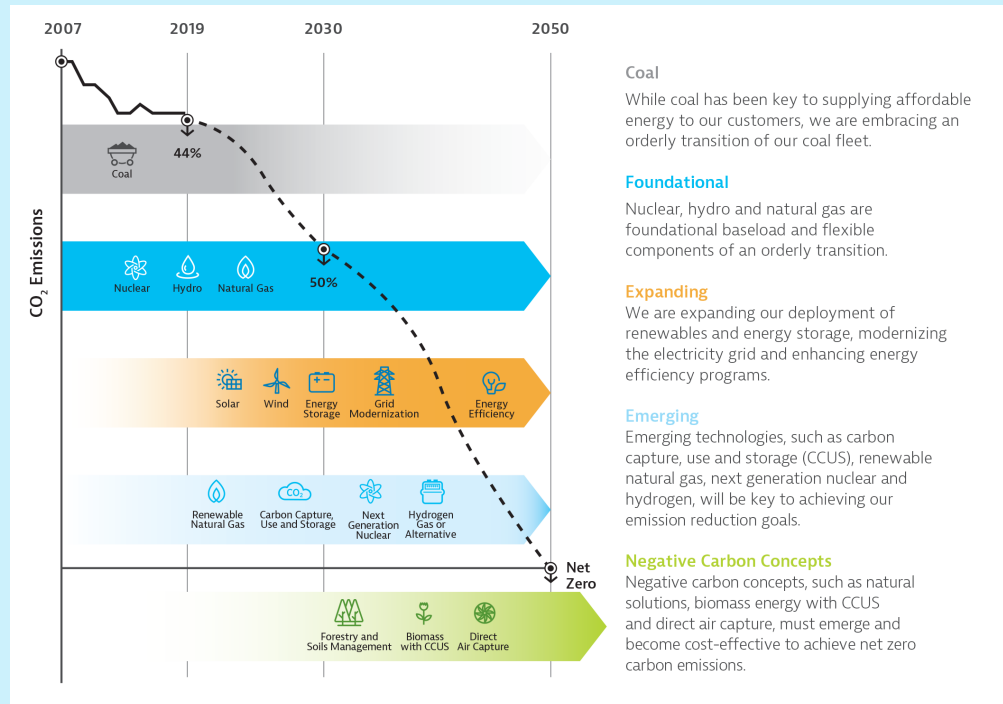 2007
2019
2030
2050
CO2 Emissions
44%
Coal
50%
Nuclear
Hydro
Natural Gas
Solar
Wind
Energy
Storage
Grid
Modernization
Energy
Efficiency
Renewable
Natural Gas
CO2
Carbon Capture,
Use and Storage
Next
Generation
Nuclear
Hydrogen
Gas or
Alternative
Net
Zero
Forestry and
Soils Management
Biomass
with CCUS
Direct
Air Capture
Coal
While coal has been key to supplying affordable
energy to our customers, we are embracing an
orderly transition of our coal fleet.
Foundational
Nuclear, hydro and natural gas are
foundational baseload and flexible
components of an orderly transition.
Expanding
We are expanding our deployment of
renewables and energy storage, modernizing
the electricity grid and enhancing energy
efficiency programs.
Emerging
Emerging technologies, such as carbon
capture, use and storage (CCUS), renewable
natural gas, next generation nuclear and
hydrogen, will be key to achieving our
emission reduction goals.
Negative Carbon Concepts
Negative carbon concepts, such as natural
solutions, biomass energy with CCUS
and direct air capture, must emerge and
become cost-effective to achieve net zero
carbon emissions.